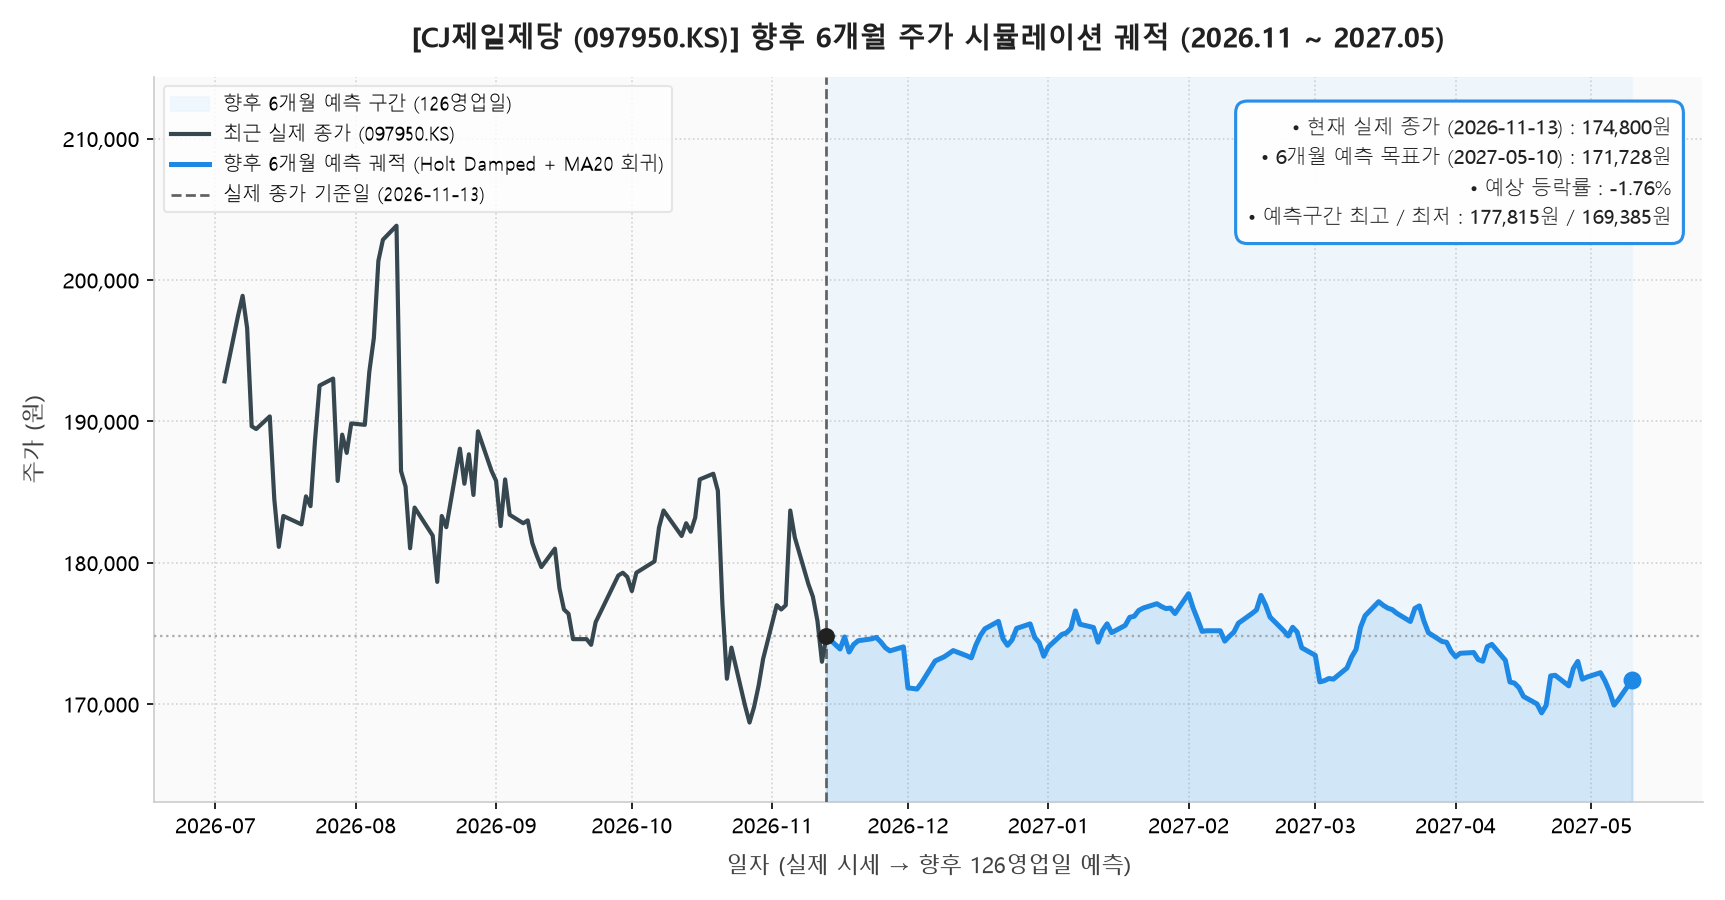 [CJ제일제당 (097950.KS)] 향후 6개월 주가 시뮬레이션 궤적 (2026.11 ~ 2027.05)
향후 6개월 예측 구간 (126영업일)
최근 실제 종가 (097950.KS)
향후 6개월 예측 궤적 (Holt Damped + MA20 회귀)
실제 종가 기준일 (2026-11-13)
• 현재 실제 종가 (2026-11-13) : 174,800원
• 6개월 예측 목표가 (2027-05-10) : 171,728원
• 예상 등락률 : -1.76%
• 예측구간 최고 / 최저 : 177,815원 / 169,385원
주가 (원)
210,000
200,000
190,000
180,000
170,000
2026-07 2026-08 2026-09 2026-10 2026-11 2026-12 2027-01 2027-02 2027-03 2027-04 2027-05
일자 (실제 시세 → 향후 126영업일 예측)